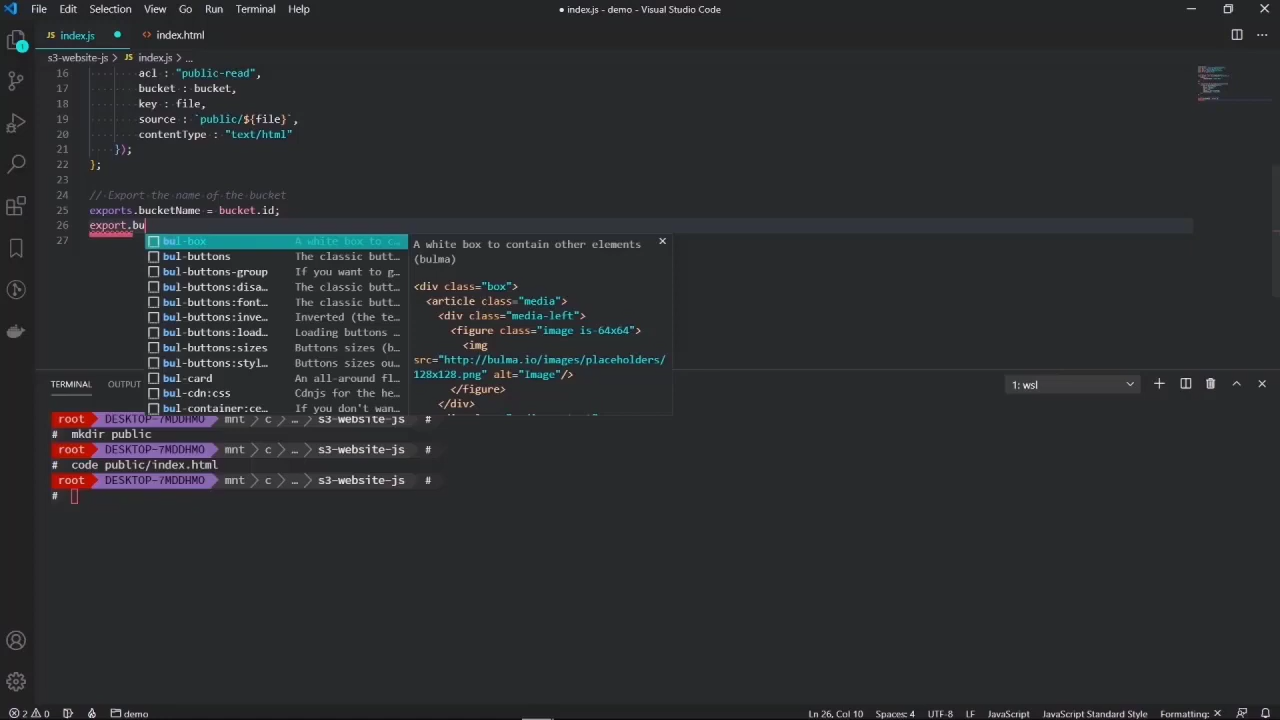 File Edit Selection View Go Run Terminal Help ● index.js - demo - Visual Studio Code
JS index.js ● <> index.html
s3-website-js > JS index.js > ...
16 acl : "public-read",
17 bucket : bucket,
18 key : file,
19 source : `public/${file}`,
20 contentType : "text/html"
21 });
22 };
23
24 // Export the name of the bucket
25 exports.bucketName = bucket.id;
26 export.bu
27
bul-box A white box to c…
bul-buttons The classic butt…
bul-buttons-group If you want to g…
bul-buttons:disa… The classic butt…
bul-buttons:font… The classic butt…
bul-buttons:inve… Inverted (the te…
bul-buttons:load… Loading buttons …
bul-buttons:sizes Buttons sizes (b…
bul-buttons:styl… Buttons sizes ou…
bul-card An all-around fl…
bul-cdn:css Cdnjs for the he…
bul-container:ce… If you don't wan…
A white box to contain other elements
(bulma)
<div class="box">
<article class="media">
<div class="media-left">
<figure class="image is-64x64">
<img
src="http://bulma.io/images/placeholders/
128x128.png" alt="Image"/>
</figure>
</div>
TERMINAL OUTPUT 1: wsl
root DESKTOP-7MDDHMO mnt > c > … > s3-website-js #
# mkdir public
root DESKTOP-7MDDHMO mnt > c > … > s3-website-js #
# code public/index.html
root DESKTOP-7MDDHMO mnt > c > … > s3-website-js #
#
2 0 demo Ln 26, Col 10 Spaces: 4 UTF-8 LF JavaScript JavaScript Standard Style Formatting: ×